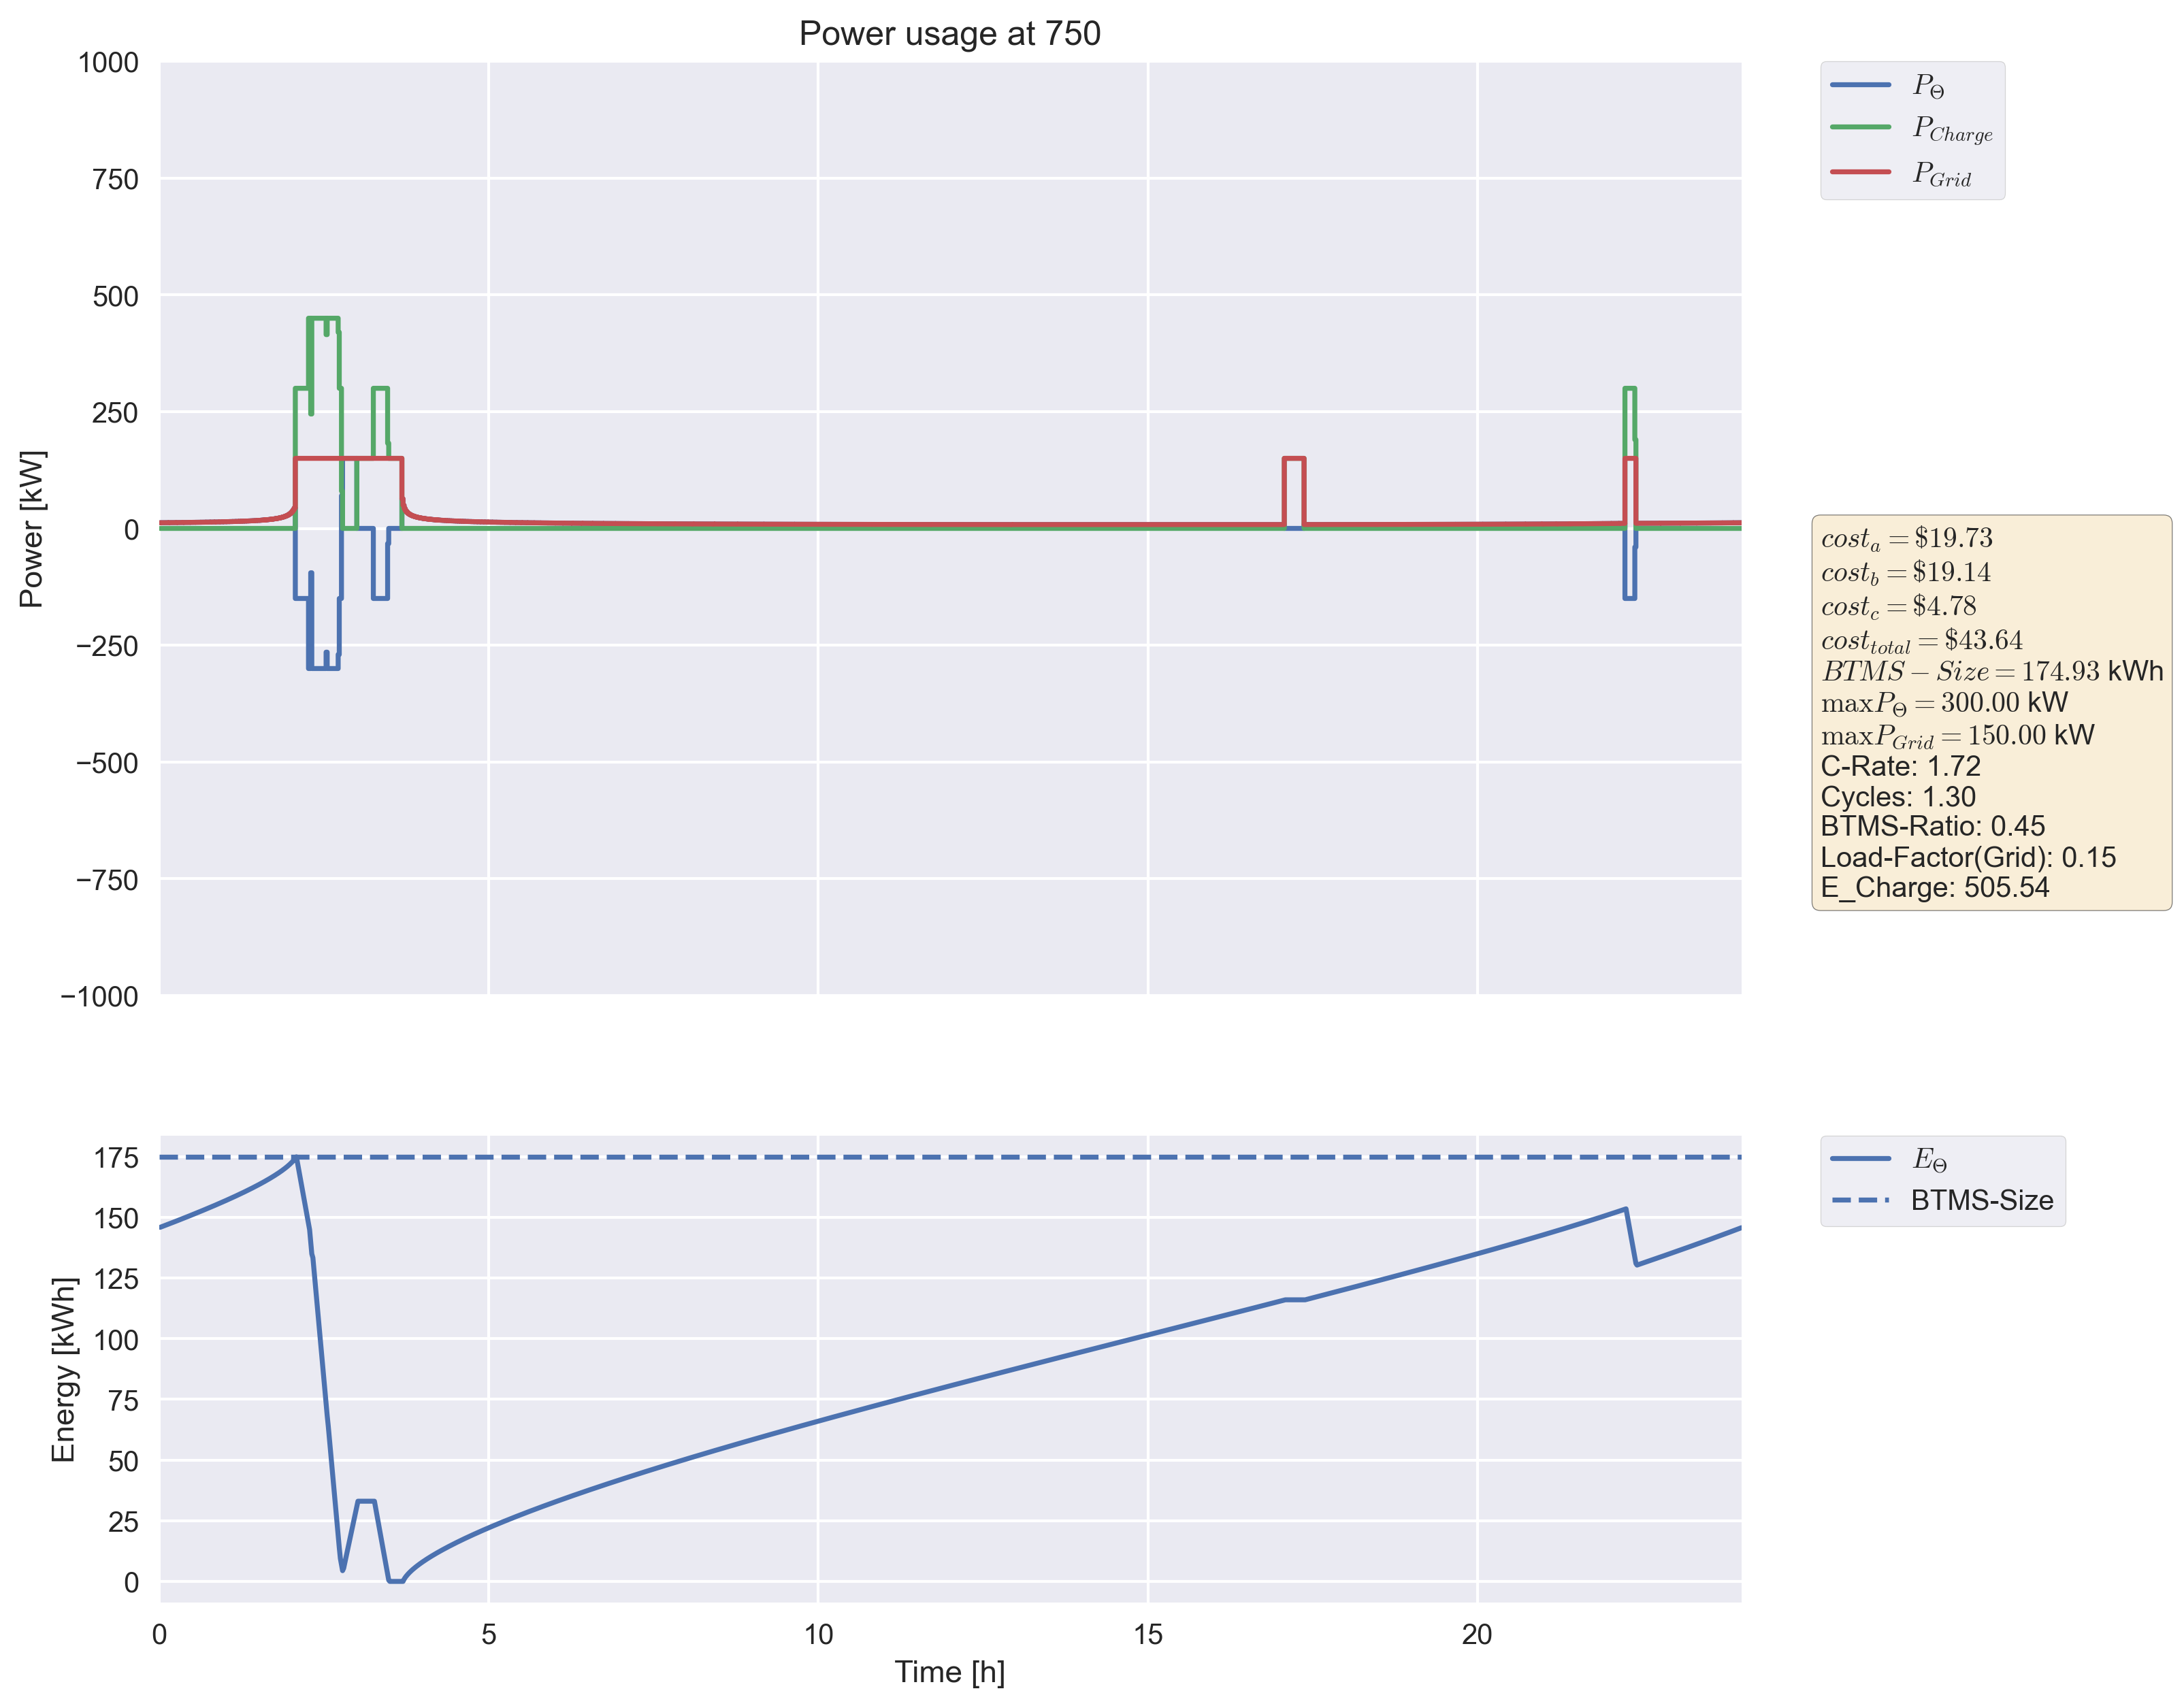 Power usage at 750
1000
750
500
250
0
−250
−500
−750
−1000
Power [kW]
P_Θ
P_Charge
P_Grid
cost_a = $19.73
cost_b = $19.14
cost_c = $4.78
cost_total = $43.64
BTMS − Size = 174.93 kWh
maxP_Θ = 300.00 kW
maxP_Grid = 150.00 kW
C-Rate: 1.72
Cycles: 1.30
BTMS-Ratio: 0.45
Load-Factor(Grid): 0.15
E_Charge: 505.54
175
150
125
100
75
50
25
0
Energy [kWh]
E_Θ
BTMS-Size
0 5 10 15 20
Time [h]